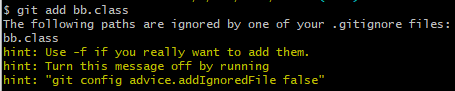 $ git add bb.class
The following paths are ignored by one of your .gitignore files:
bb.class
hint: Use -f if you really want to add them.
hint: Turn this message off by running
hint: "git config advice.addIgnoredFile false"